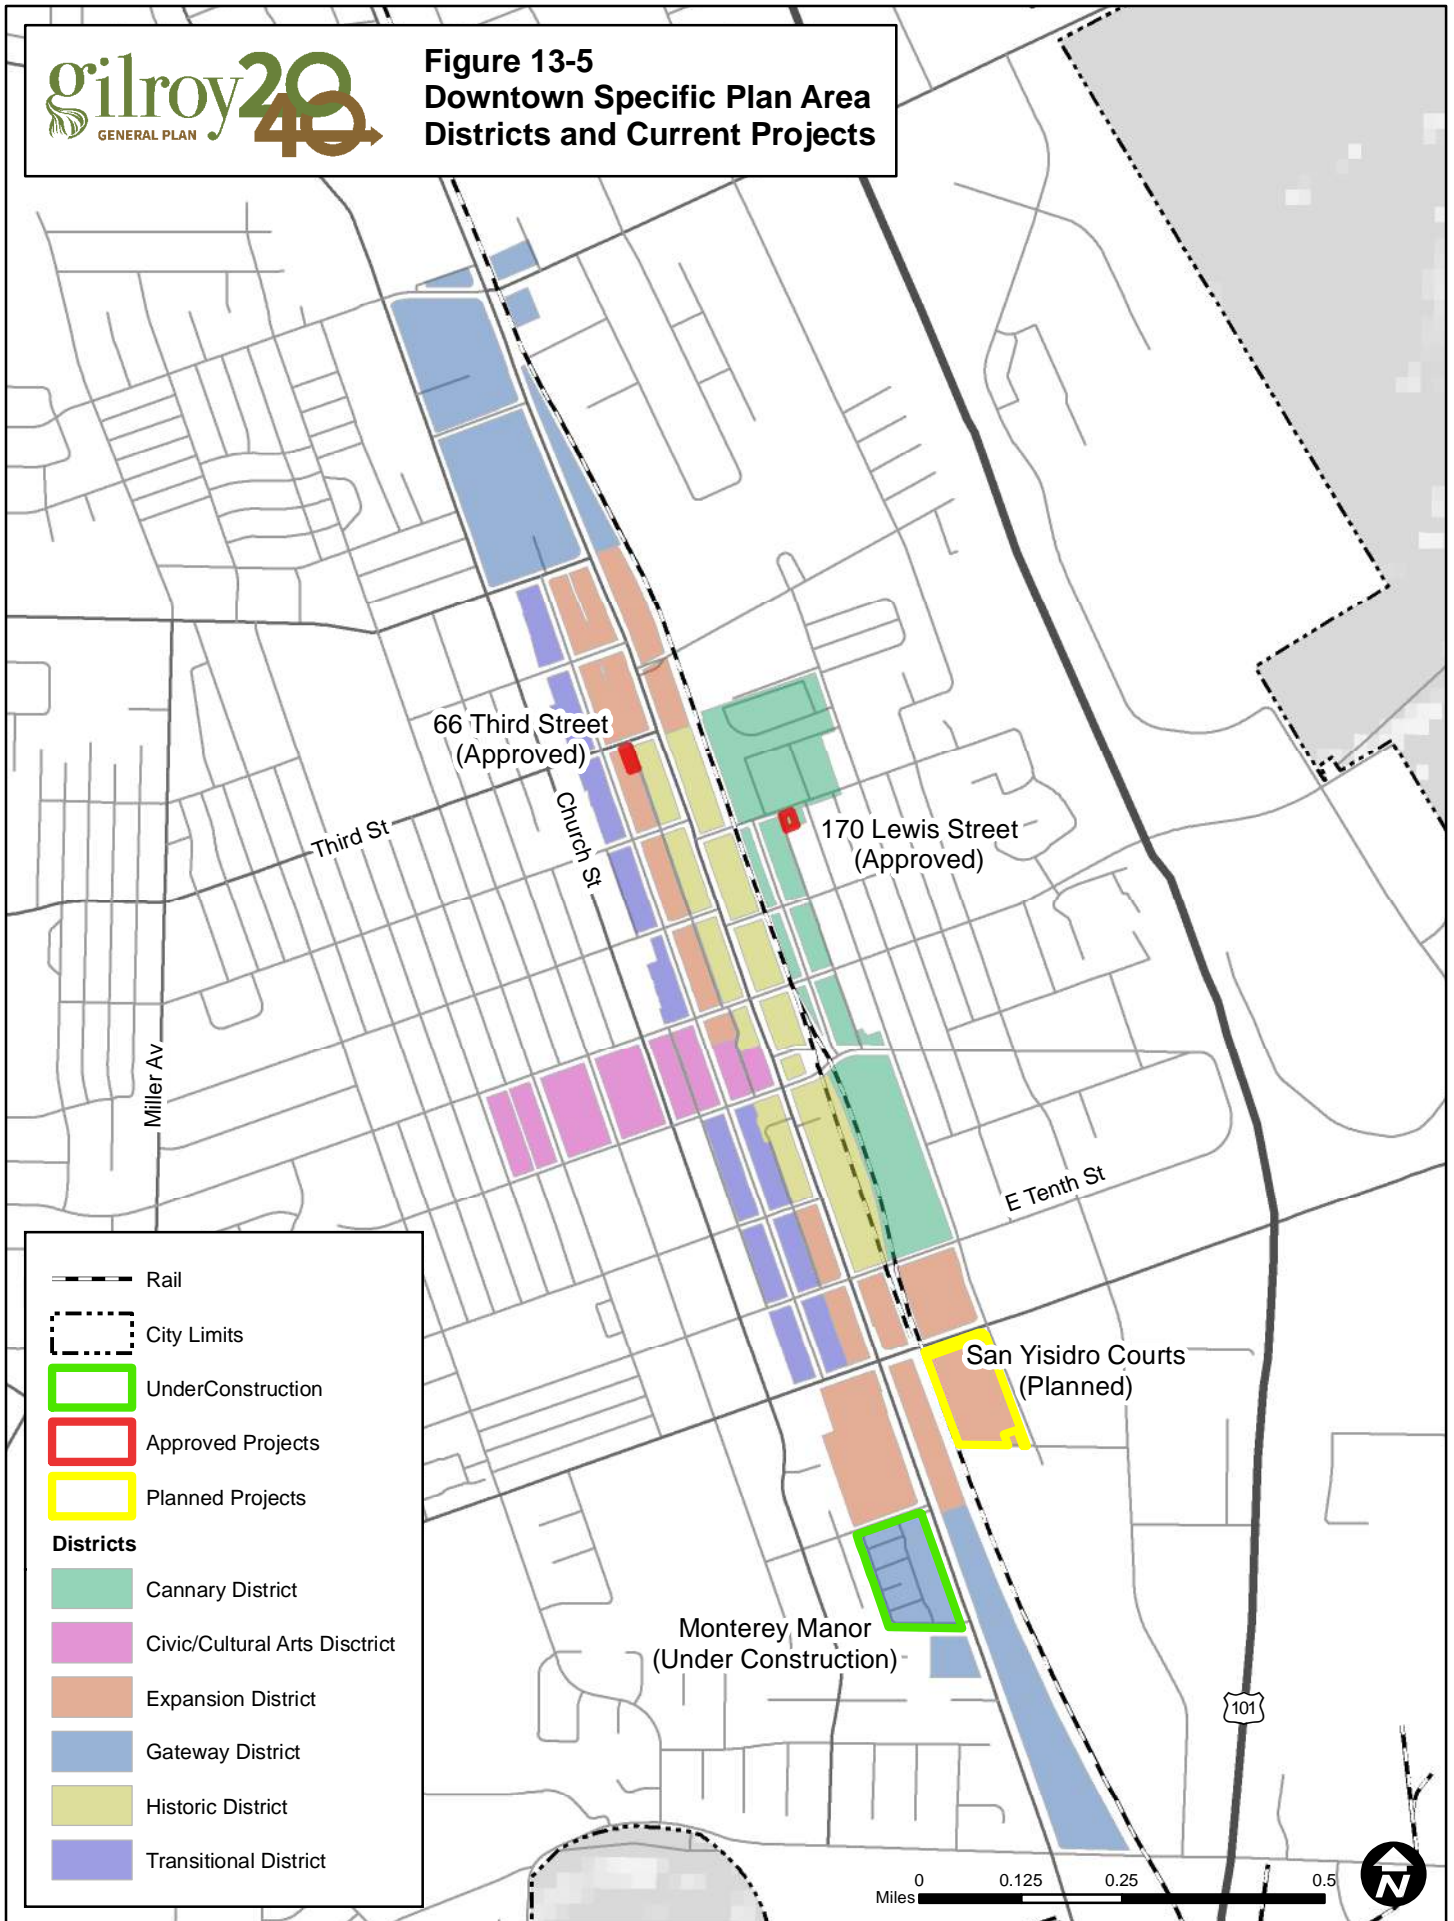 gilroy 2040
GENERAL PLAN
Figure 13-5
Downtown Specific Plan Area
Districts and Current Projects
66 Third Street
(Approved)
Church St
Third St
170 Lewis Street
(Approved)
Miller Av
E Tenth St
San Yisidro Courts
(Planned)
Monterey Manor
(Under Construction)
101
Rail
City Limits
UnderConstruction
Approved Projects
Planned Projects
Districts
Cannary District
Civic/Cultural Arts Disctrict
Expansion District
Gateway District
Historic District
Transitional District
0 0.125 0.25 0.5
Miles
N